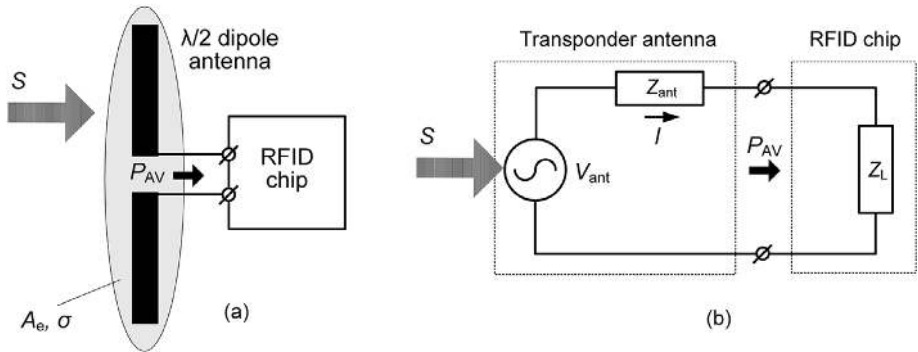 λ/2 dipole
antenna
S
P_AV
RFID
chip
A_e, σ
(a)
Transponder antenna
RFID chip
Z_ant
I
S
V_ant
P_AV
Z_L
(b)